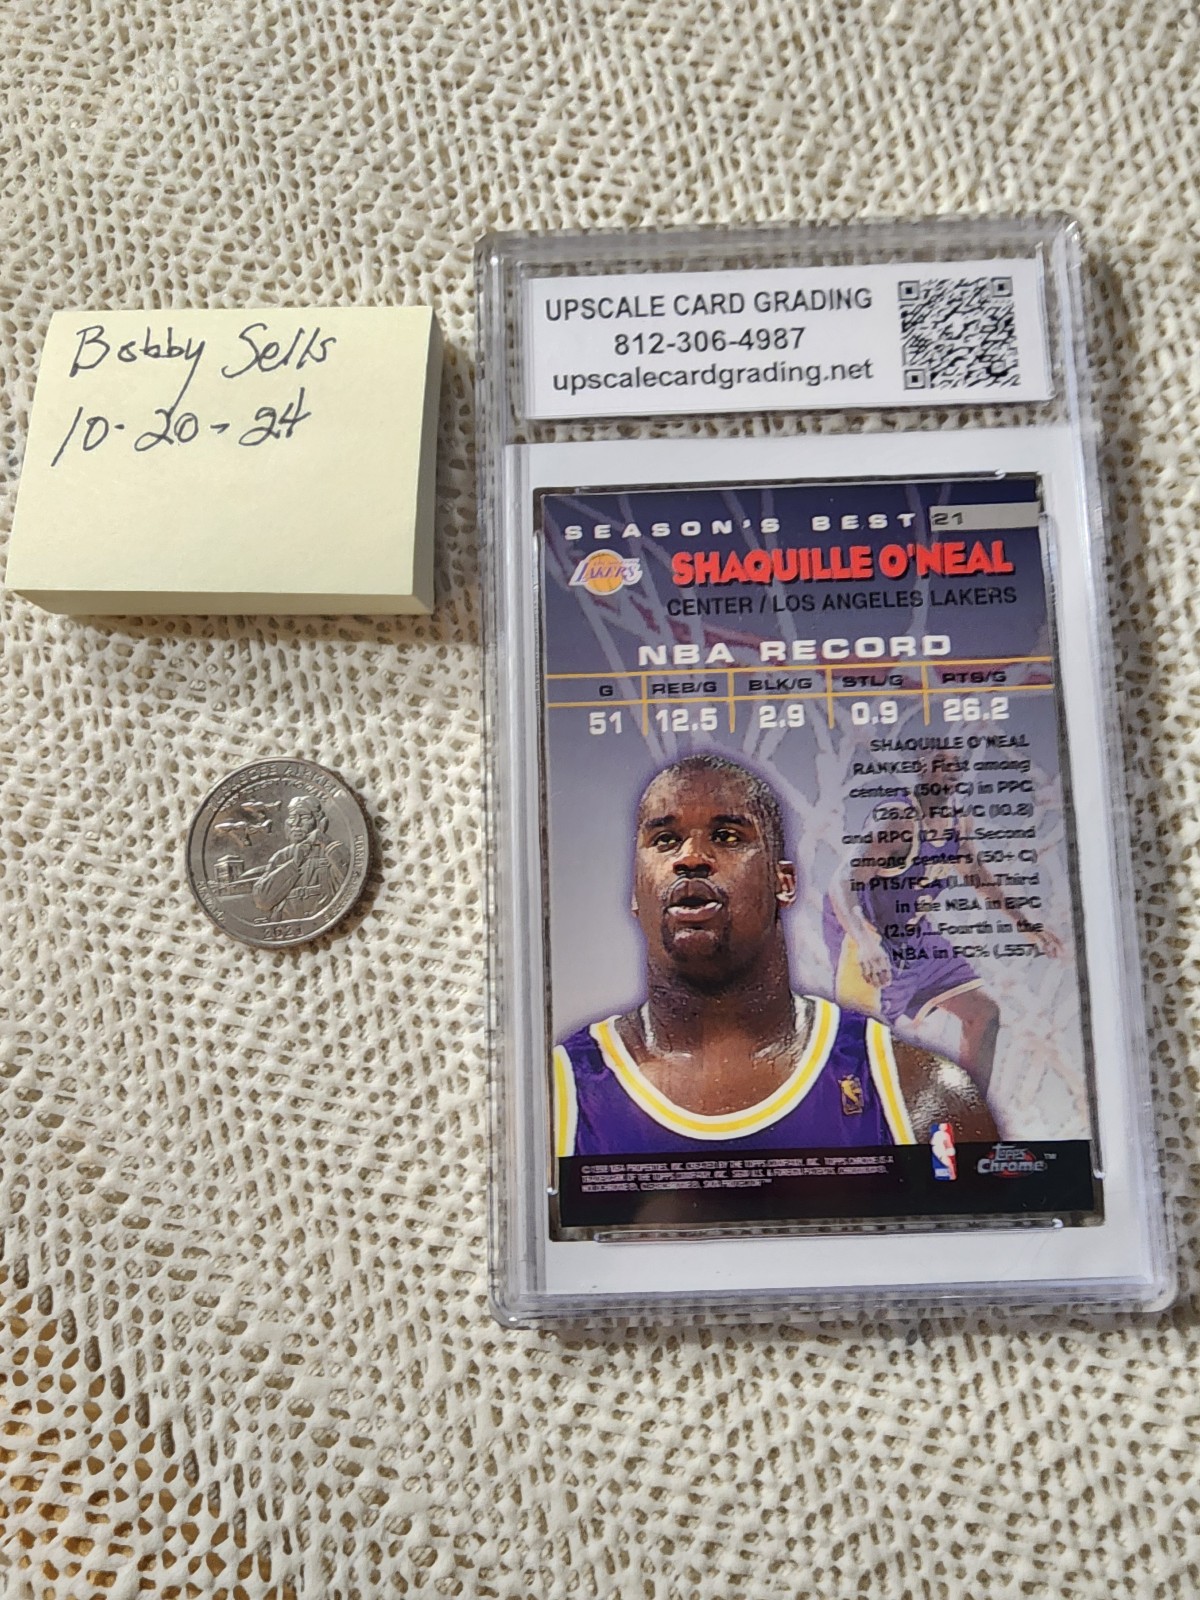 Bobby Sells
10-20-24
UPSCALE CARD GRADING
812-306-4987
upscalecardgrading.net
SEASON'S BEST 21
LAKERS
SHAQUILLE O'NEAL
CENTER / LOS ANGELES LAKERS
NBA RECORD
G REB/G BLK/G STL/G PTS/G
51 12.5 2.9 0.9 26.2
SHAQUILLE O'NEAL
RANKED: First among
centers (50+ G) in PPG
(26.2), FGM/G (10.8)
and RPG (12.5)....Second
among centers (50+ G)
in PTS/FGA (1.11)....Third
in the NBA in BPG
(2.9)....Fourth in the
NBA in FG% (.557).
TOPPS
Chrome™
2021